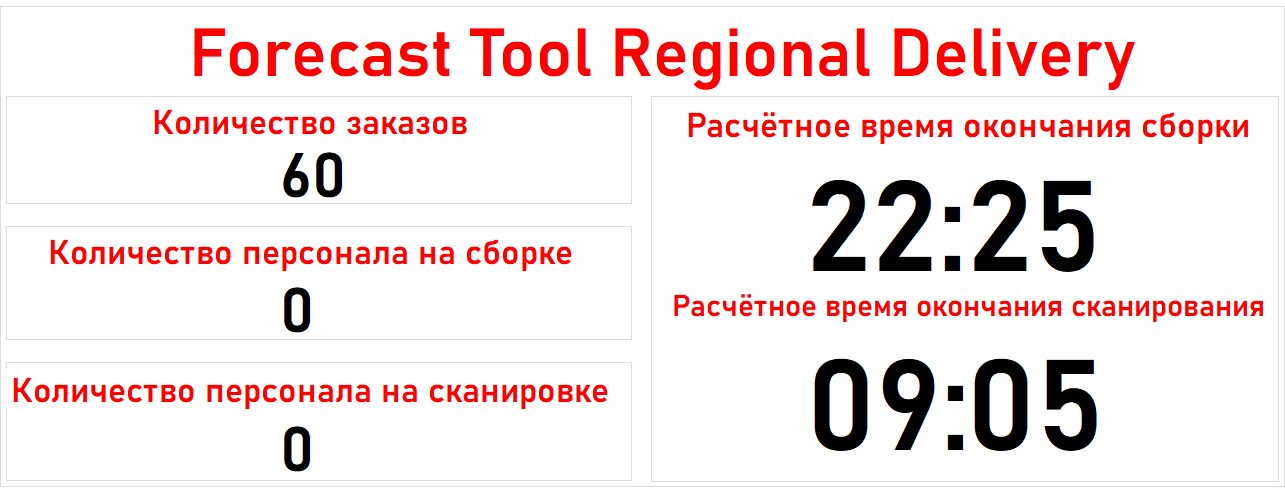 Forecast Tool Regional Delivery
Количество заказов
60
Количество персонала на сборке
0
Количество персонала на сканировке
0
Расчётное время окончания сборки
22:25
Расчётное время окончания сканирования
09:05